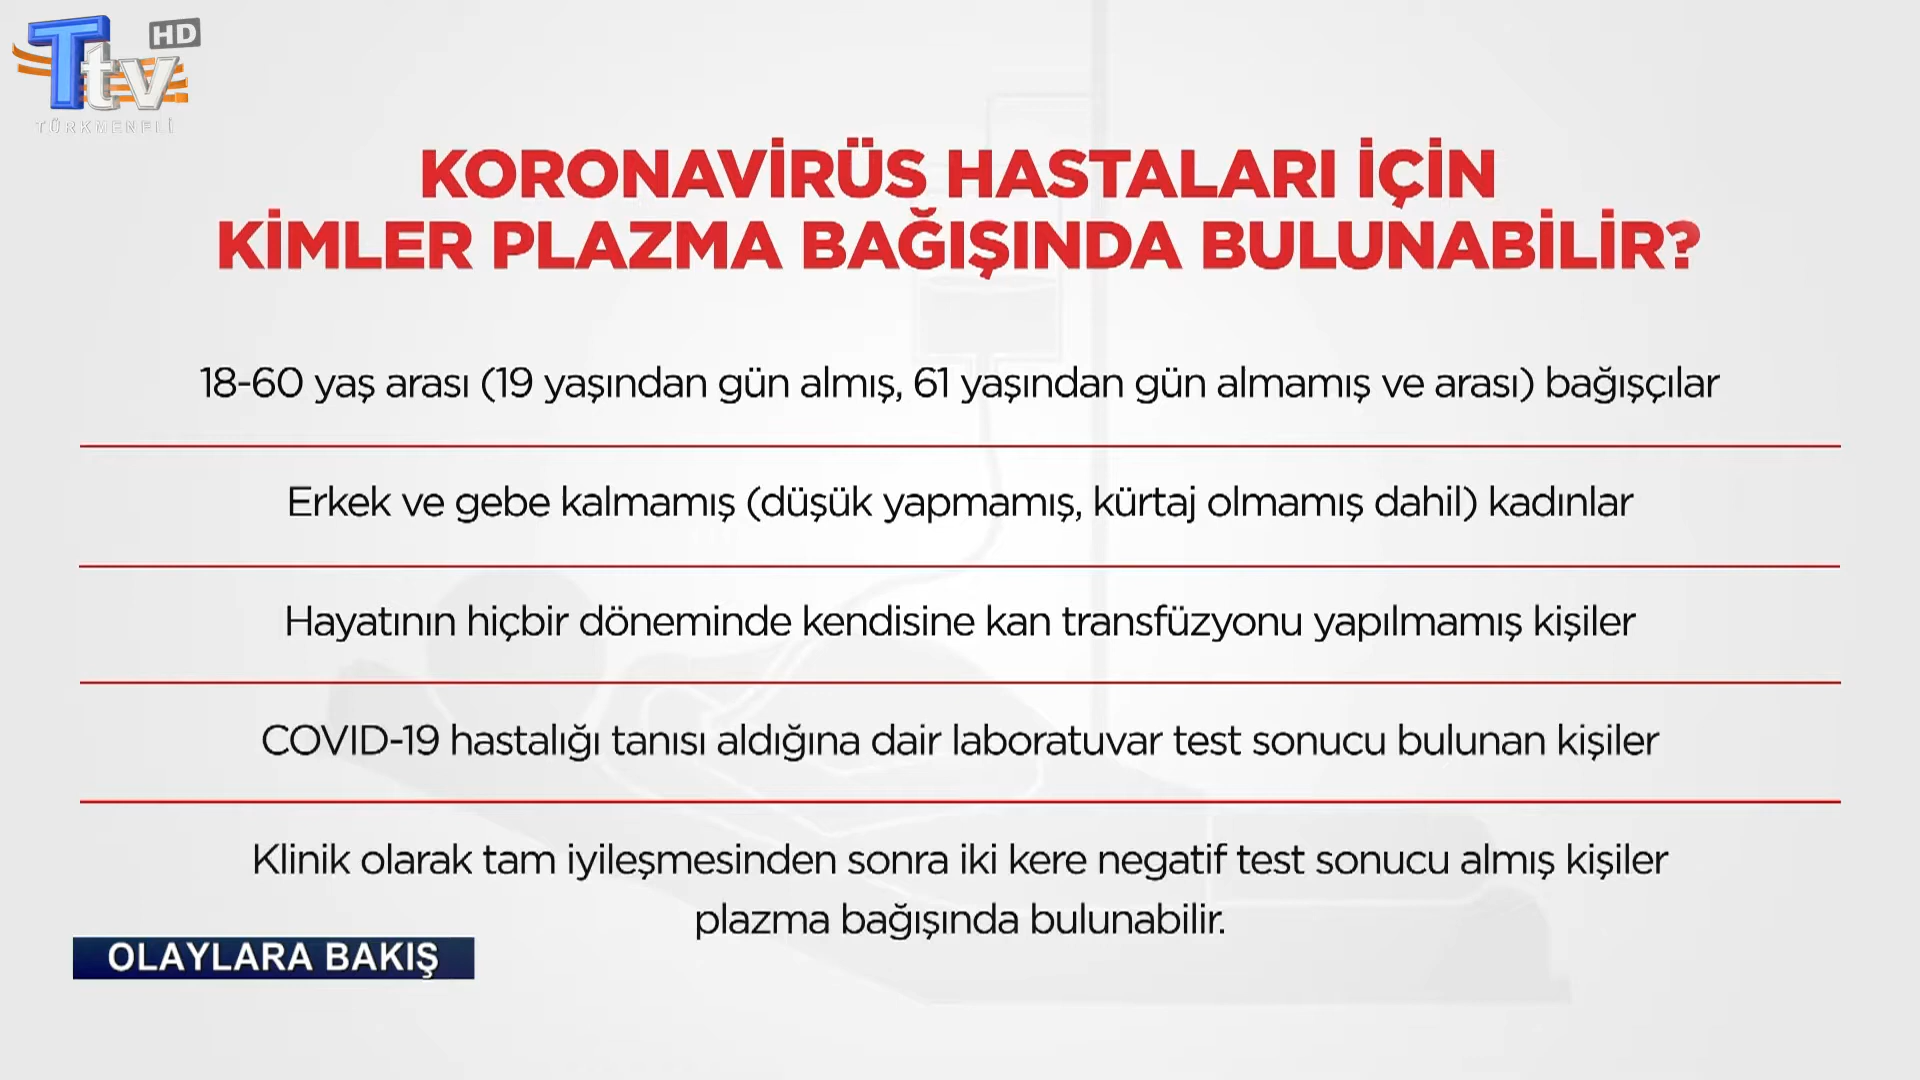 Ttv HD
TÜRKMENELİ
KORONAVİRÜS HASTALARI İÇİN
KİMLER PLAZMA BAĞIŞINDA BULUNABİLİR?
18-60 yaş arası (19 yaşından gün almış, 61 yaşından gün almamış ve arası) bağışçılar
Erkek ve gebe kalmamış (düşük yapmamış, kürtaj olmamış dahil) kadınlar
Hayatının hiçbir döneminde kendisine kan transfüzyonu yapılmamış kişiler
COVID-19 hastalığı tanısı aldığına dair laboratuvar test sonucu bulunan kişiler
Klinik olarak tam iyileşmesinden sonra iki kere negatif test sonucu almış kişiler
plazma bağışında bulunabilir.
OLAYLARA BAKIŞ